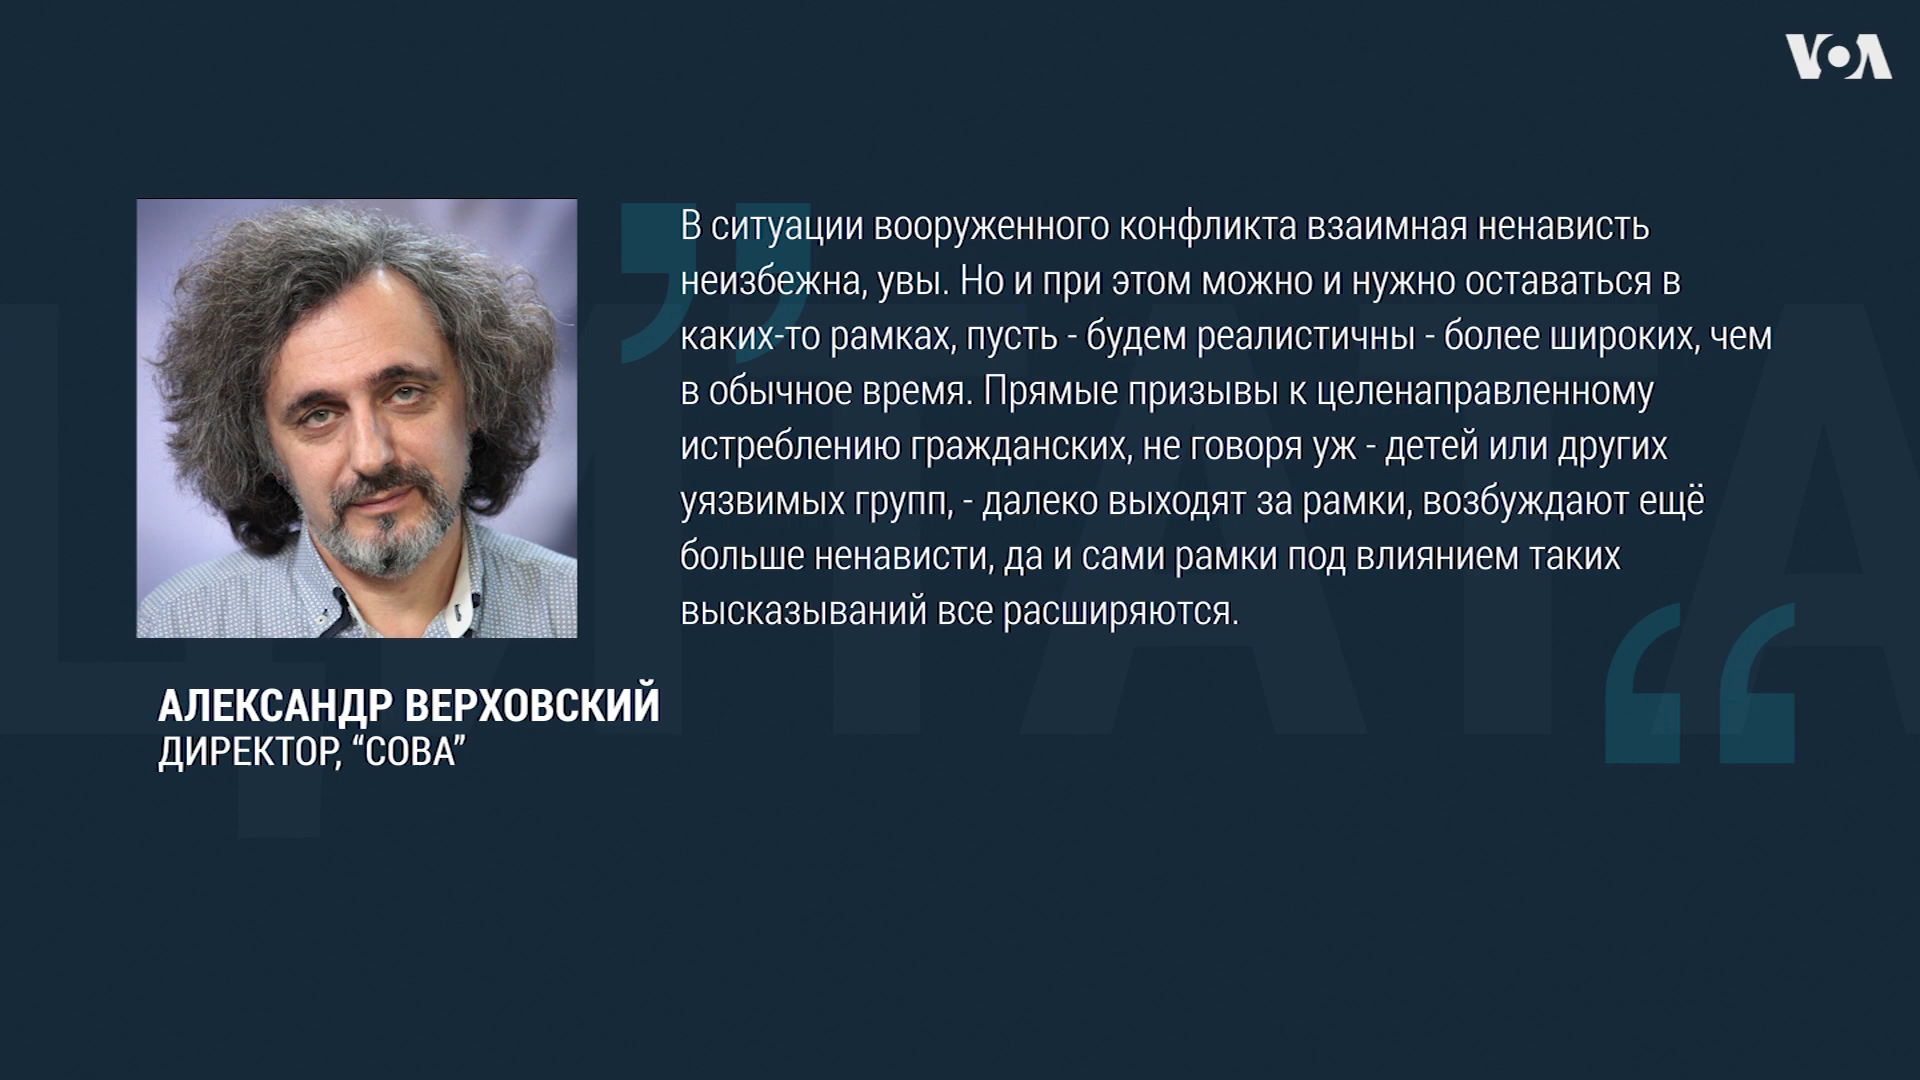 VOA
В ситуации вооруженного конфликта взаимная ненависть
неизбежна, увы. Но и при этом можно и нужно оставаться в
каких-то рамках, пусть - будем реалистичны - более широких, чем
в обычное время. Прямые призывы к целенаправленному
истреблению гражданских, не говоря уж - детей или других
уязвимых групп, - далеко выходят за рамки, возбуждают ещё
больше ненависти, да и сами рамки под влиянием таких
высказываний все расширяются.
АЛЕКСАНДР ВЕРХОВСКИЙ
ДИРЕКТОР, “СОВА”
ЦИТАТА